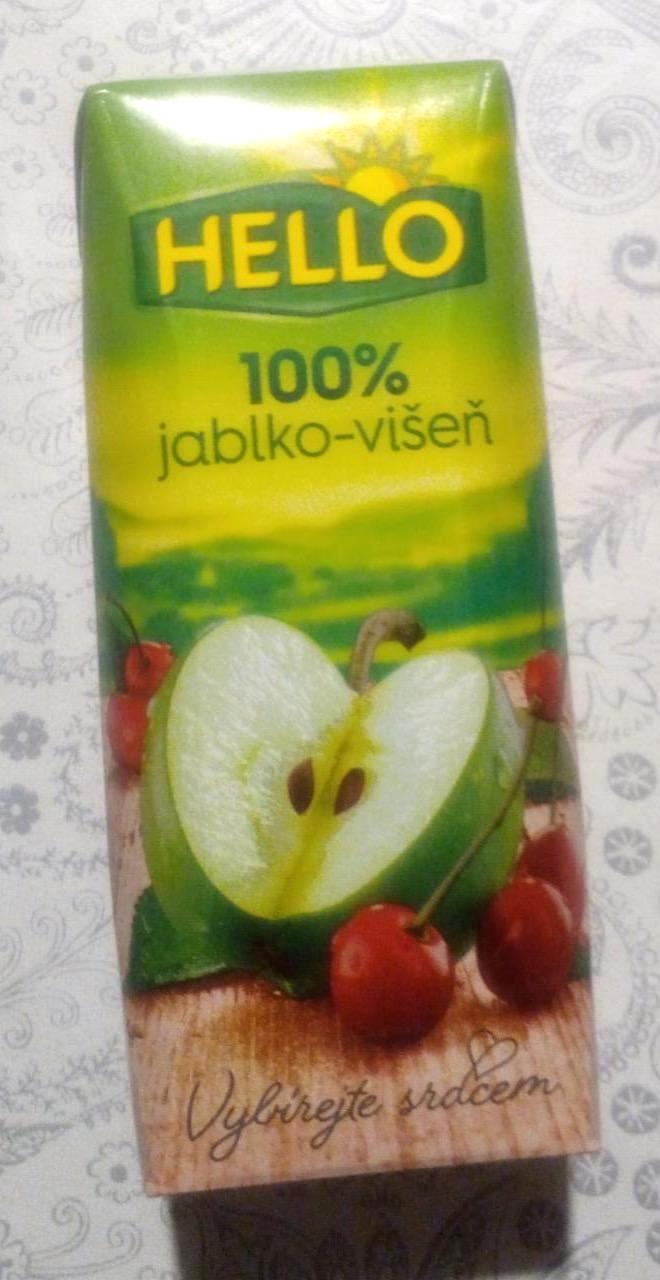 HELLO
100%
jablko-višeň
Vybírejte srdcem